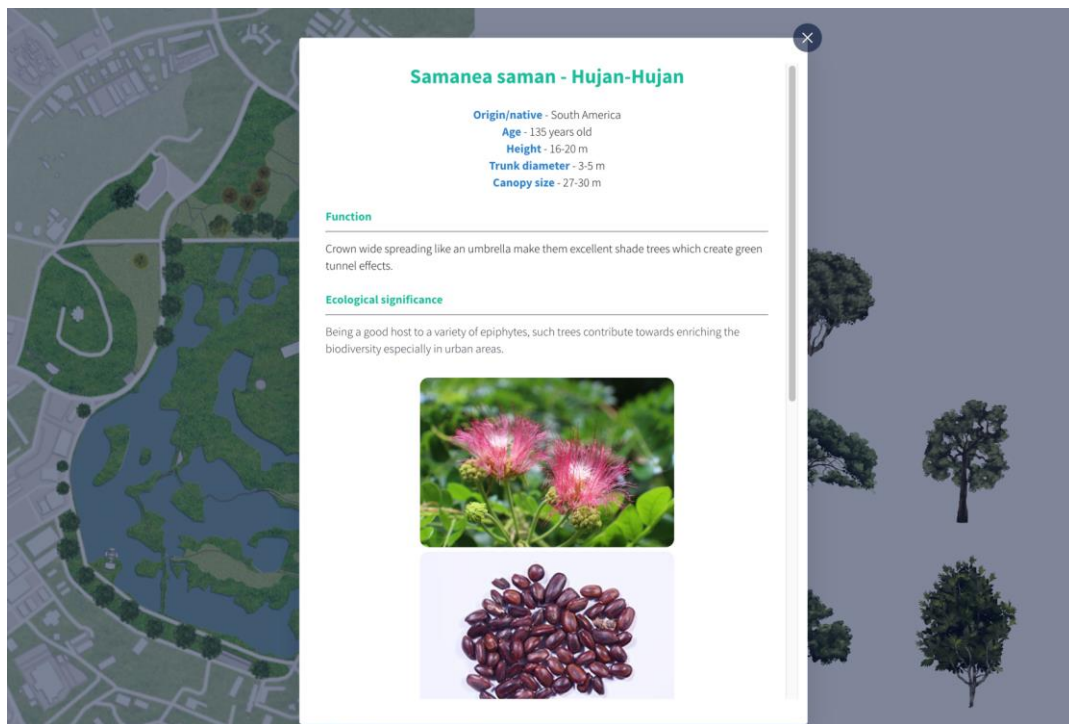 Samanea saman - Hujan-Hujan
Origin/native - South America
Age - 135 years old
Height - 16-20 m
Trunk diameter - 3-5 m
Canopy size - 27-30 m
Function
Crown wide spreading like an umbrella make them excellent shade trees which create green
tunnel effects.
Ecological significance
Being a good host to a variety of epiphytes, such trees contribute towards enriching the
biodiversity especially in urban areas.